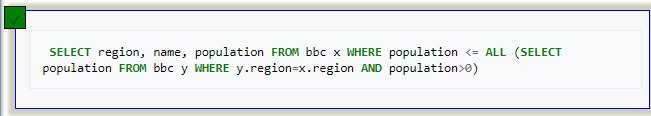 SELECT region, name, population FROM bbc x WHERE population <= ALL (SELECT
population FROM bbc y WHERE y.region=x.region AND population>0)